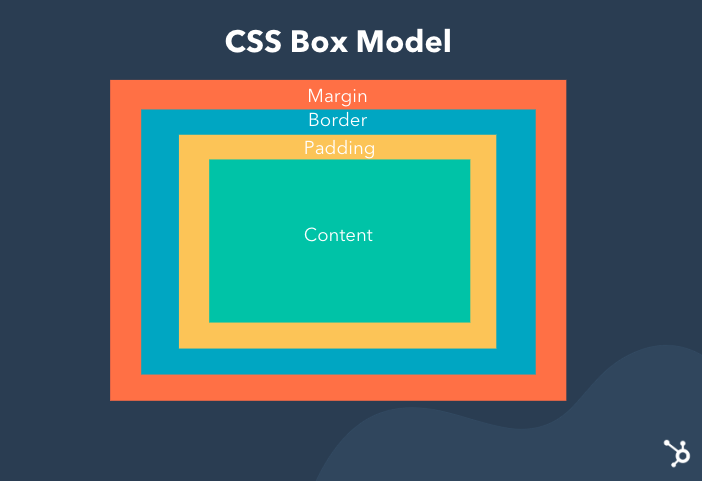 CSS Box Model
Margin
Border
Padding
Content